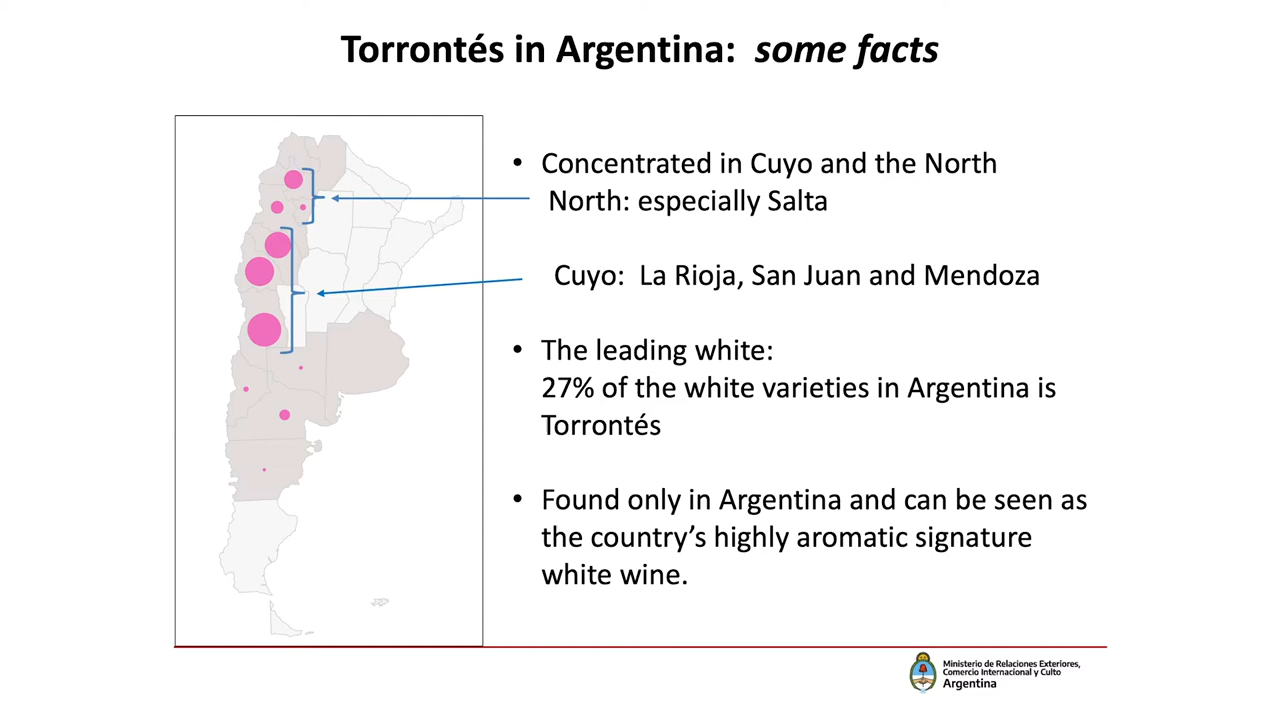 Torrontés in Argentina: some facts
• Concentrated in Cuyo and the North
North: especially Salta
Cuyo: La Rioja, San Juan and Mendoza
• The leading white:
27% of the white varieties in Argentina is
Torrontés
• Found only in Argentina and can be seen as
the country’s highly aromatic signature
white wine.
Ministerio de Relaciones Exteriores,
Comercio Internacional y Culto
Argentina